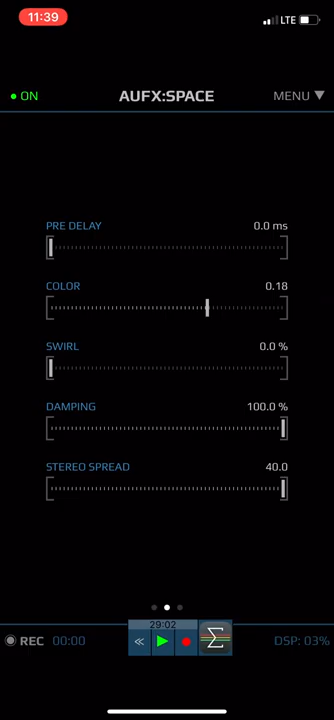 11:39
LTE
ON
AUFX:SPACE
MENU ▼
PRE DELAY
0.0 ms
COLOR
0.18
SWIRL
0.0 %
DAMPING
100.0 %
STEREO SPREAD
40.0
29:02
REC 00:00
Σ
DSP: 03%